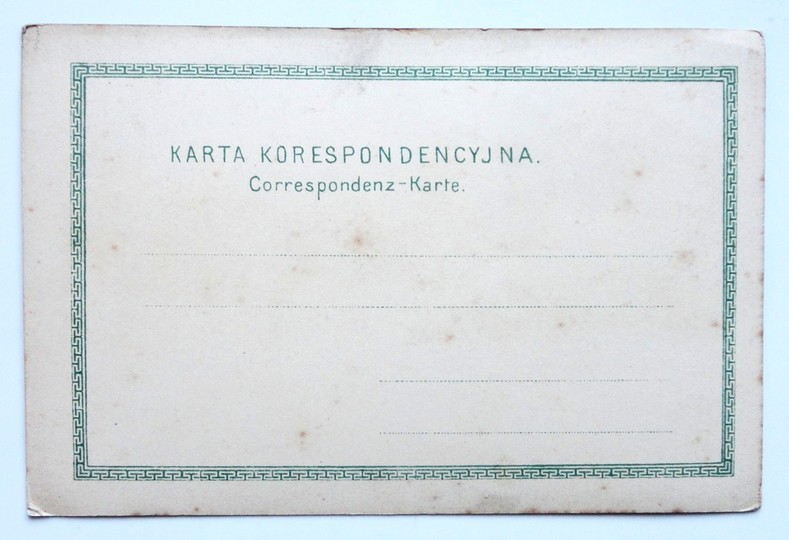 KARTA KORESPONDENCYJNA.
Correspondenz-Karte.